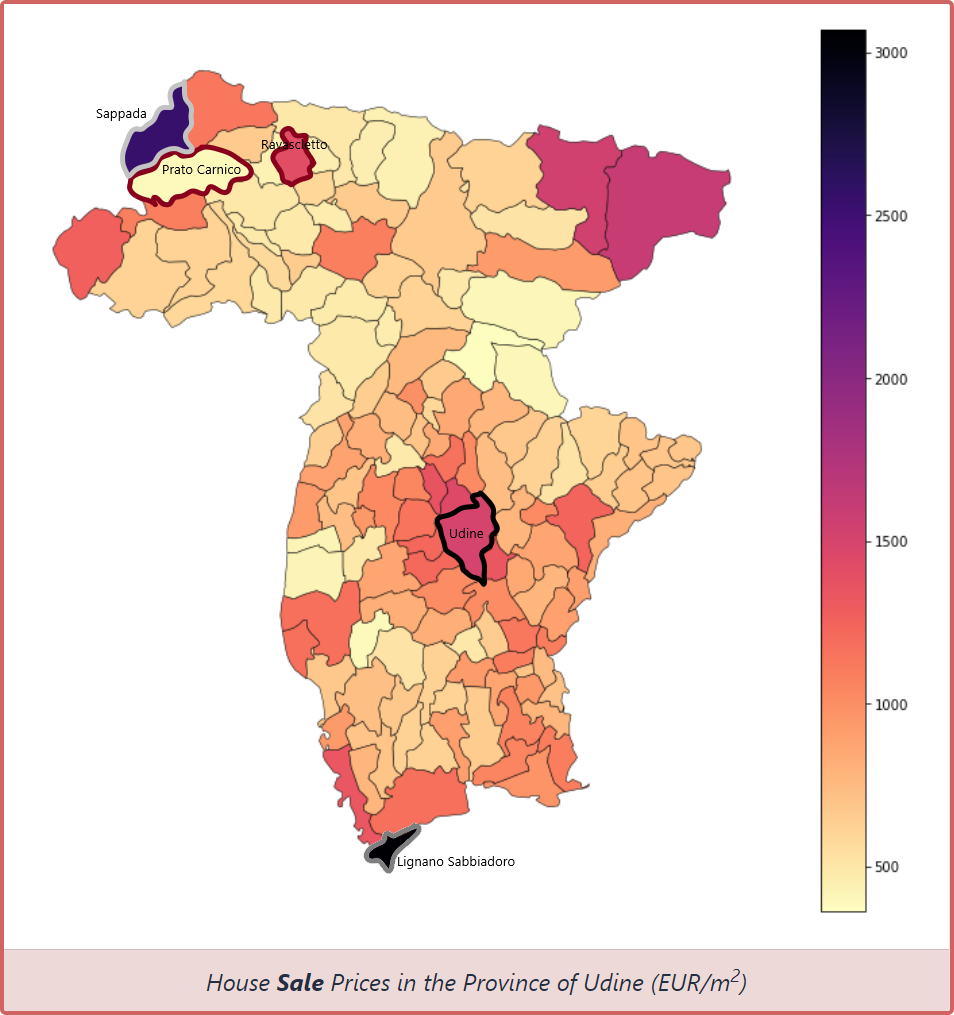 3000
Sappada
Ravascletto
Prato Carnico
2500
2000
1500
Udine
1000
500
Lignano Sabbiadoro
House Sale Prices in the Province of Udine (EUR/m²)